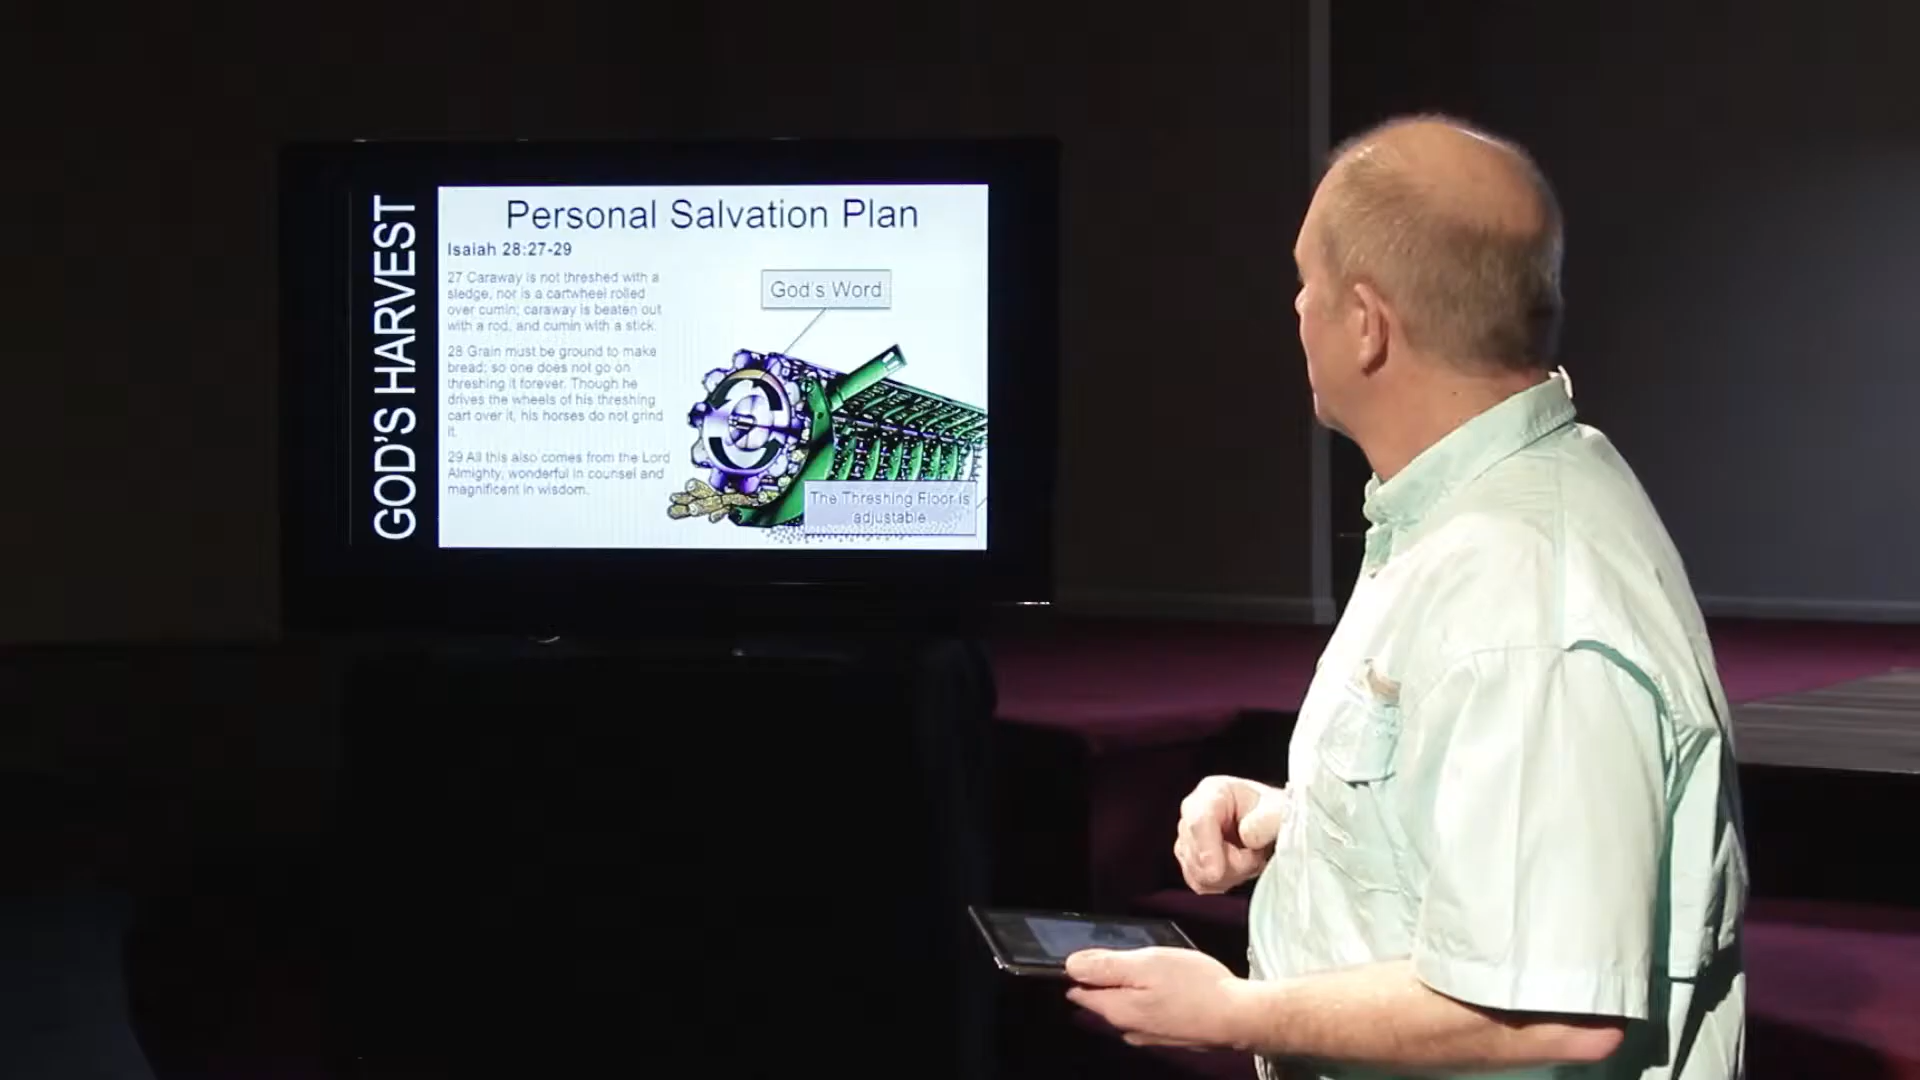 GOD'S HARVEST
Personal Salvation Plan
Isaiah 28:27-29
27 Caraway is not threshed with a
sledge, nor is a cartwheel rolled
over cumin; caraway is beaten out
with a rod, and cumin with a stick.
28 Grain must be ground to make
bread; so one does not go on
threshing it forever. Though he
drives the wheels of his threshing
cart over it, his horses do not grind
it.
29 All this also comes from the Lord
Almighty, wonderful in counsel and
magnificent in wisdom.
God's Word
The Threshing Floor is
adjustable